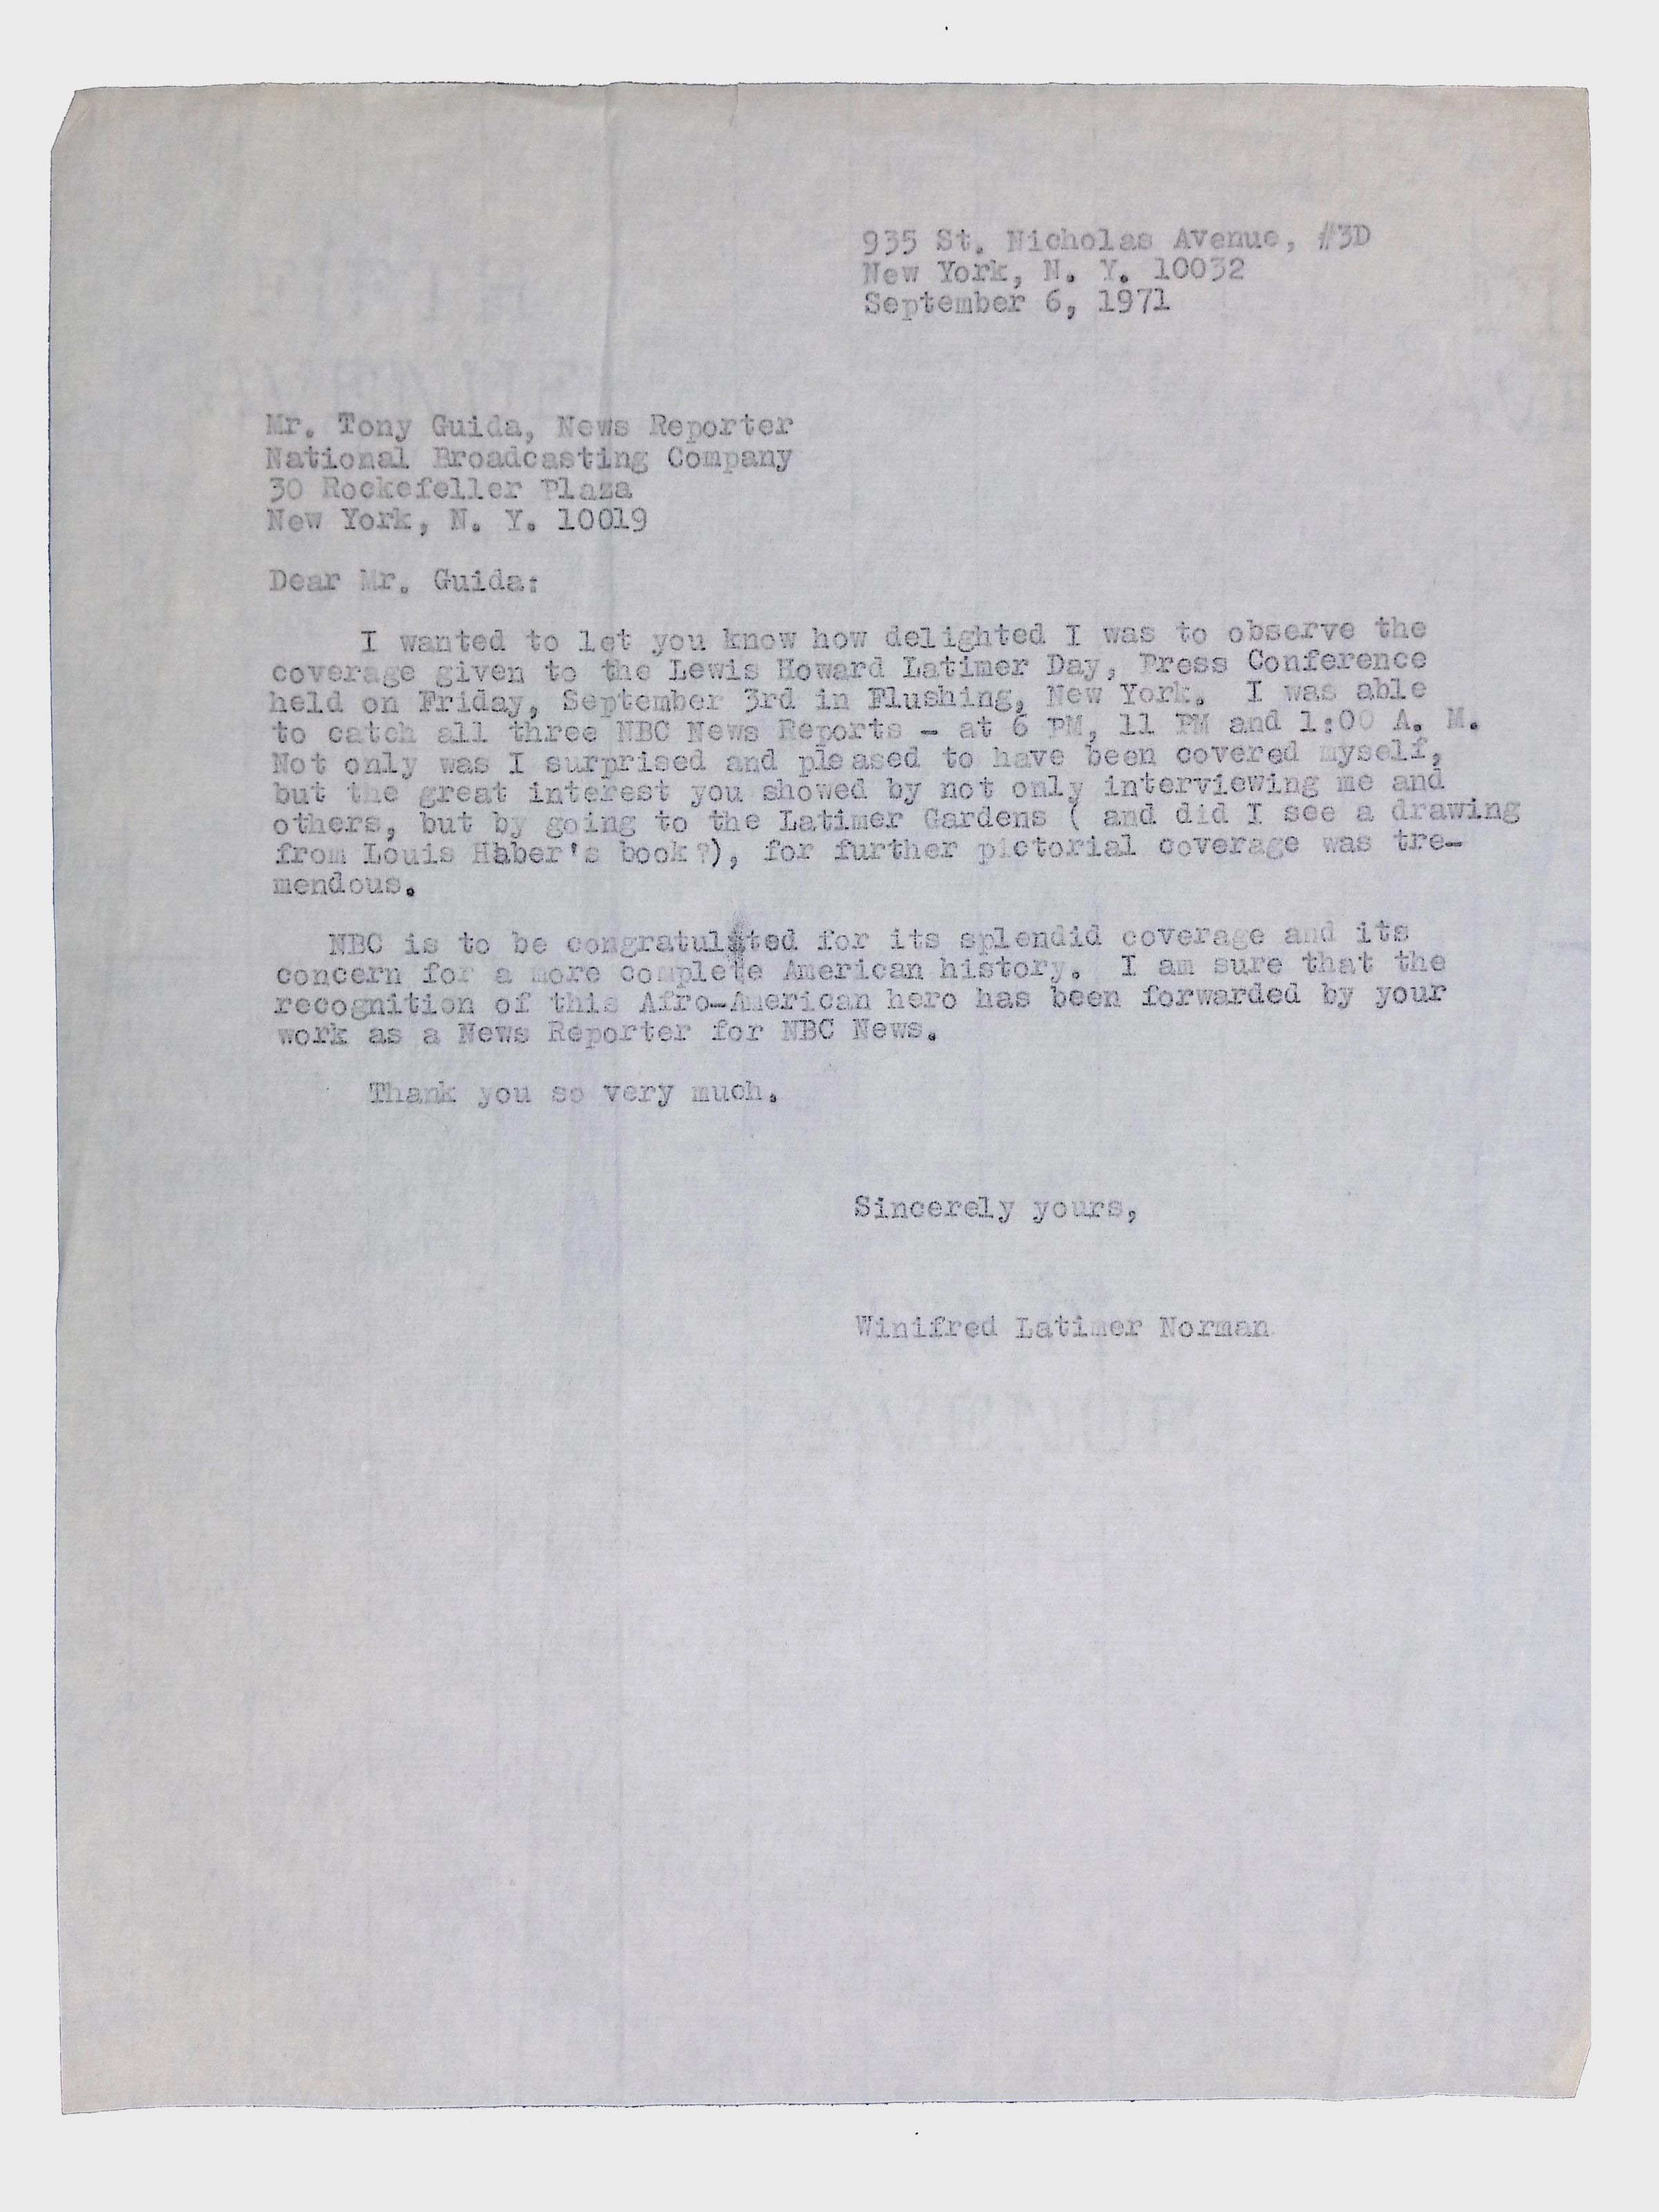 935 St. Nicholas Avenue, #3D
New York, N. Y. 10032
September 6, 1971
Mr. Tony Guida, News Reporter
National Broadcasting Company
30 Rockefeller Plaza
New York, N. Y. 10019
Dear Mr. Guida:
I wanted to let you know how delighted I was to observe the
coverage given to the Lewis Howard Latimer Day, Press Conference
held on Friday, September 3rd in Flushing, New York. I was able
to catch all three NBC News Reports - at 6 PM, 11 PM and 1:00 A. M.
Not only was I surprised and pleased to have been covered myself,
but the great interest you showed by not only interviewing me and
others, but by going to the Latimer Gardens ( and did I see a drawing
from Louis Haber's book?), for further pictorial coverage was tre-
mendous.
NBC is to be congratulated for its splendid coverage and its
concern for a more complete American history. I am sure that the
recognition of this Afro-American hero has been forwarded by your
work as a News Reporter for NBC News.
Thank you so very much.
Sincerely yours,
Winifred Latimer Norman